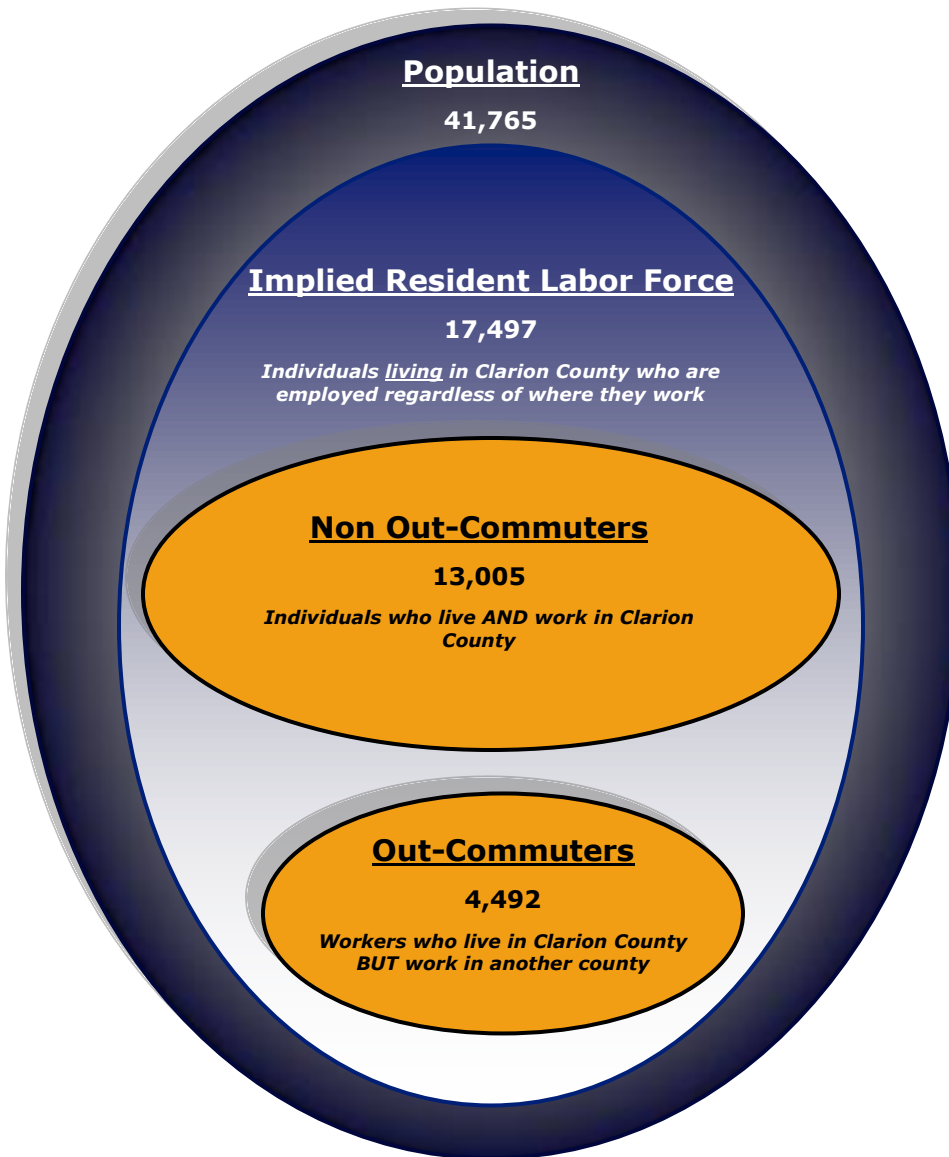 Population
41,765
Implied Resident Labor Force
17,497
Individuals living in Clarion County who are
employed regardless of where they work
Non Out-Commuters
13,005
Individuals who live AND work in Clarion
County
Out-Commuters
4,492
Workers who live in Clarion County
BUT work in another county